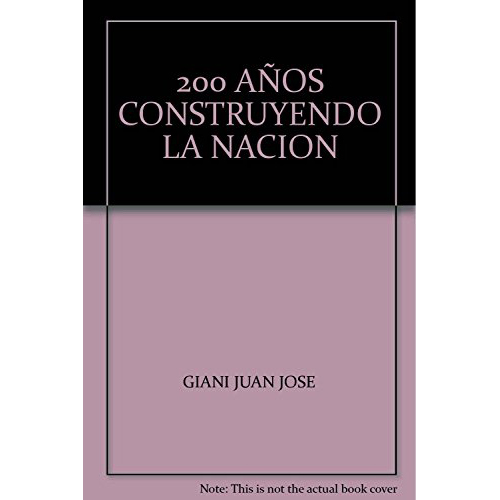 200 AÑOS
CONSTRUYENDO
LA NACION
GIANI JUAN JOSE
Note: This is not the actual book cover